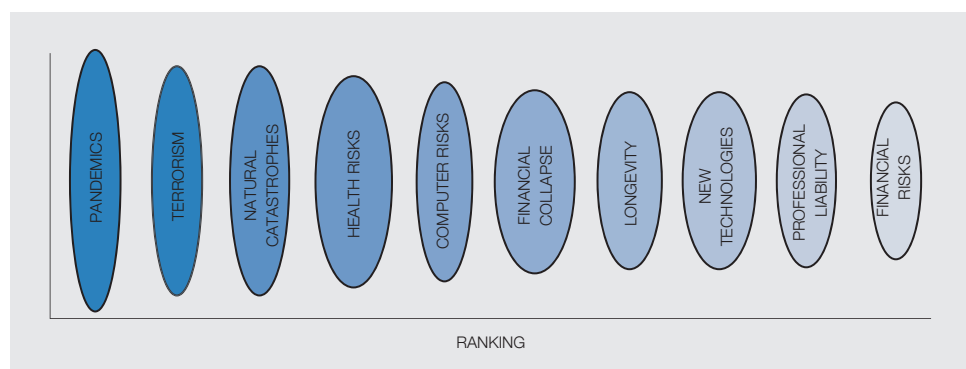 PANDEMICS
TERRORISM
NATURAL
CATASTROPHES
HEALTH RISKS
COMPUTER RISKS
FINANCIAL
COLLAPSE
LONGEVITY
NEW
TECHNOLOGIES
PROFESSIONAL
LIABILITY
FINANCIAL
RISKS
RANKING